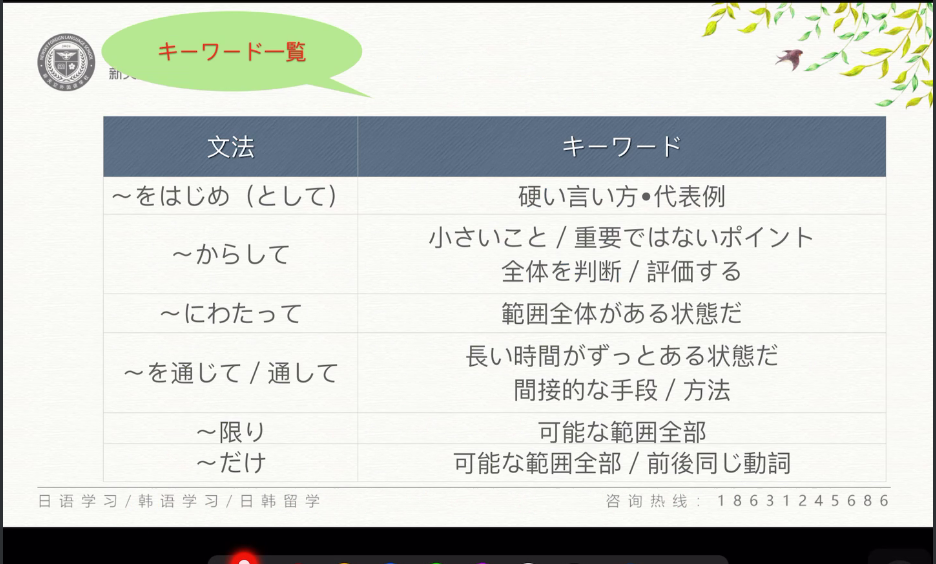 キーワード一覧
新
文法 キーワード
～をはじめ（として） 硬い言い方•代表例
～からして 小さいこと / 重要ではないポイント
全体を判断 / 評価する
～にわたって 範囲全体がある状態だ
～を通じて / 通して 長い時間がずっとある状態だ
間接的な手段 / 方法
～限り 可能な範囲全部
～だけ 可能な範囲全部 / 前後同じ動詞
日语学习/韩语学习/日韩留学 咨询热线：18631245686